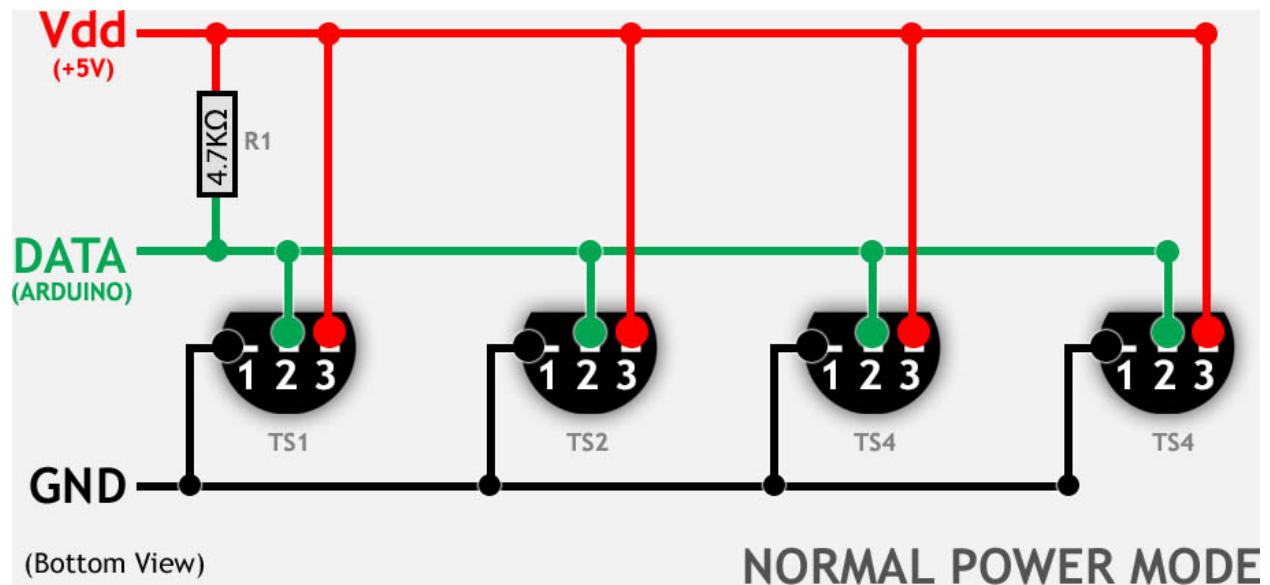 Vdd
(+5V)
4.7KΩ
R1
DATA
(ARDUINO)
1 2 3
1 2 3
1 2 3
1 2 3
TS1
TS2
TS4
TS4
GND
(Bottom View)
NORMAL POWER MODE